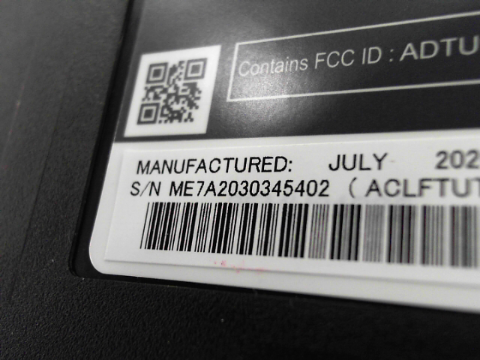 Contains FCC ID : ADTU
MANUFACTURED: JULY 202
S/N ME7A2030345402 ( ACLFTUT